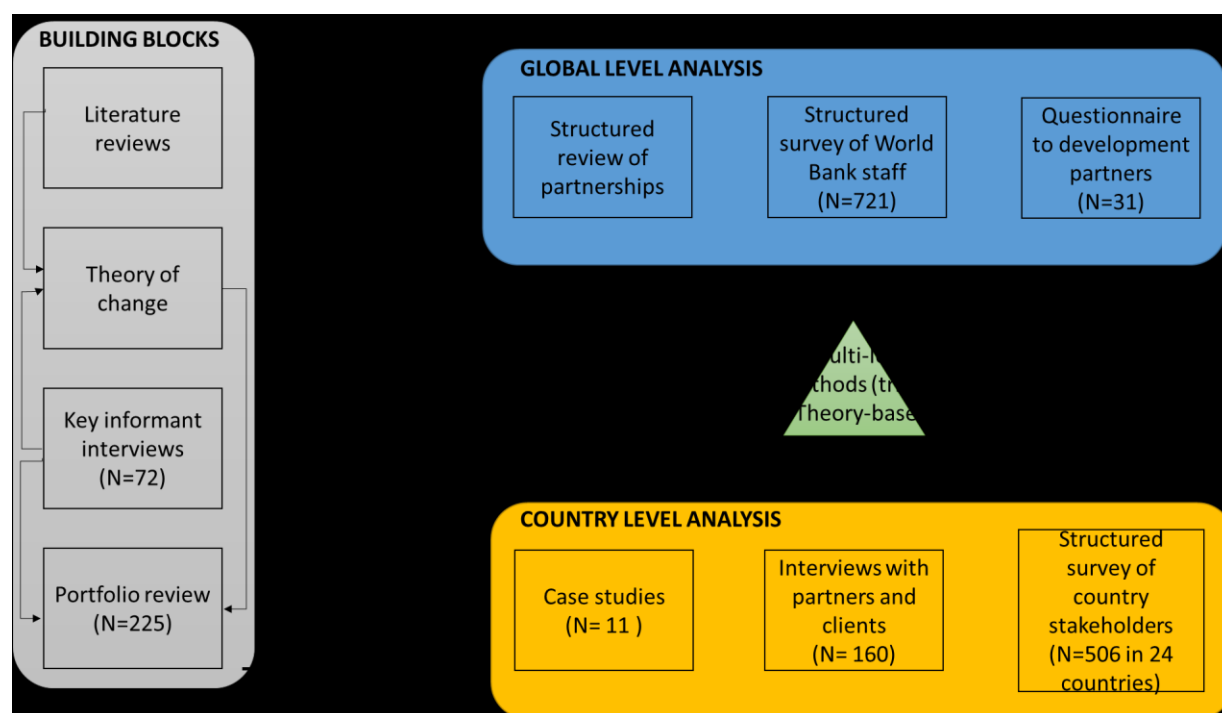 BUILDING BLOCKS
Literature
reviews
Theory of
change
Key informant
interviews
(N=72)
Portfolio review
(N=225)
GLOBAL LEVEL ANALYSIS
Structured
review of
partnerships
Structured
survey of World
Bank staff
(N=721)
Questionnaire
to development
partners
(N=31)
Theory-base
COUNTRY LEVEL ANALYSIS
Case studies
(N= 11 )
Interviews with
partners and
clients
(N= 160)
Structured
survey of
country
stakeholders
(N=506 in 24
countries)